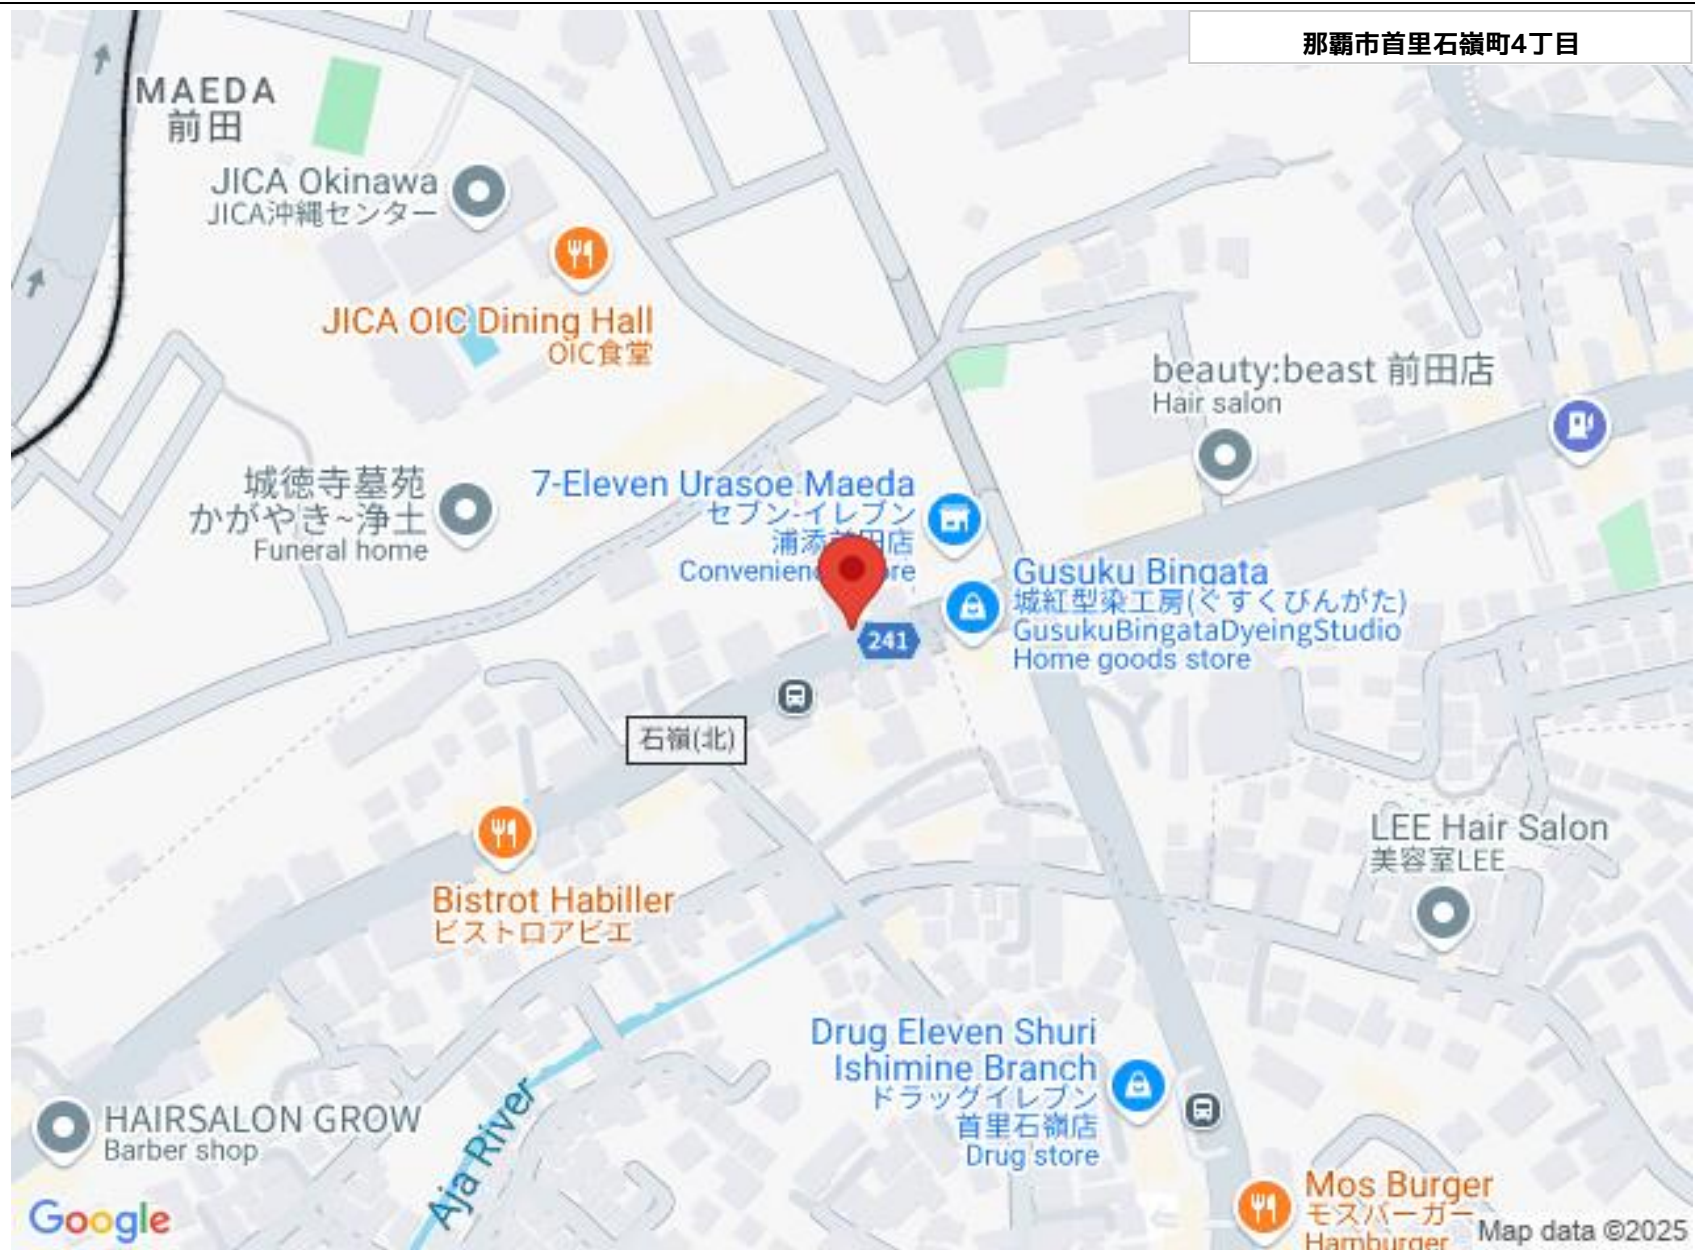 那覇市首里石嶺町4丁目
MAEDA
前田
JICA Okinawa
JICA沖縄センター
JICA OIC Dining Hall
OIC食堂
beauty:beast 前田店
Hair salon
城徳寺墓苑
かがやき~浄土
Funeral home
7-Eleven Urasoe Maeda
セブン-イレブン
Gusuku Bingata
城紅型染工房(ぐすくびんがた)
GusukuBingataDyeingStudio
Home goods store
241
石嶺(北)
LEE Hair Salon
美容室LEE
Bistrot Habiller
ビストロアビエ
Drug Eleven Shuri
Ishimine Branch
ドラッグイレブン
首里石嶺店
Drug store
HAIRSALON GROW
Barber shop
Aja River
Mos Burger
モスバーガー
Hamburger
Google
Map data ©2025